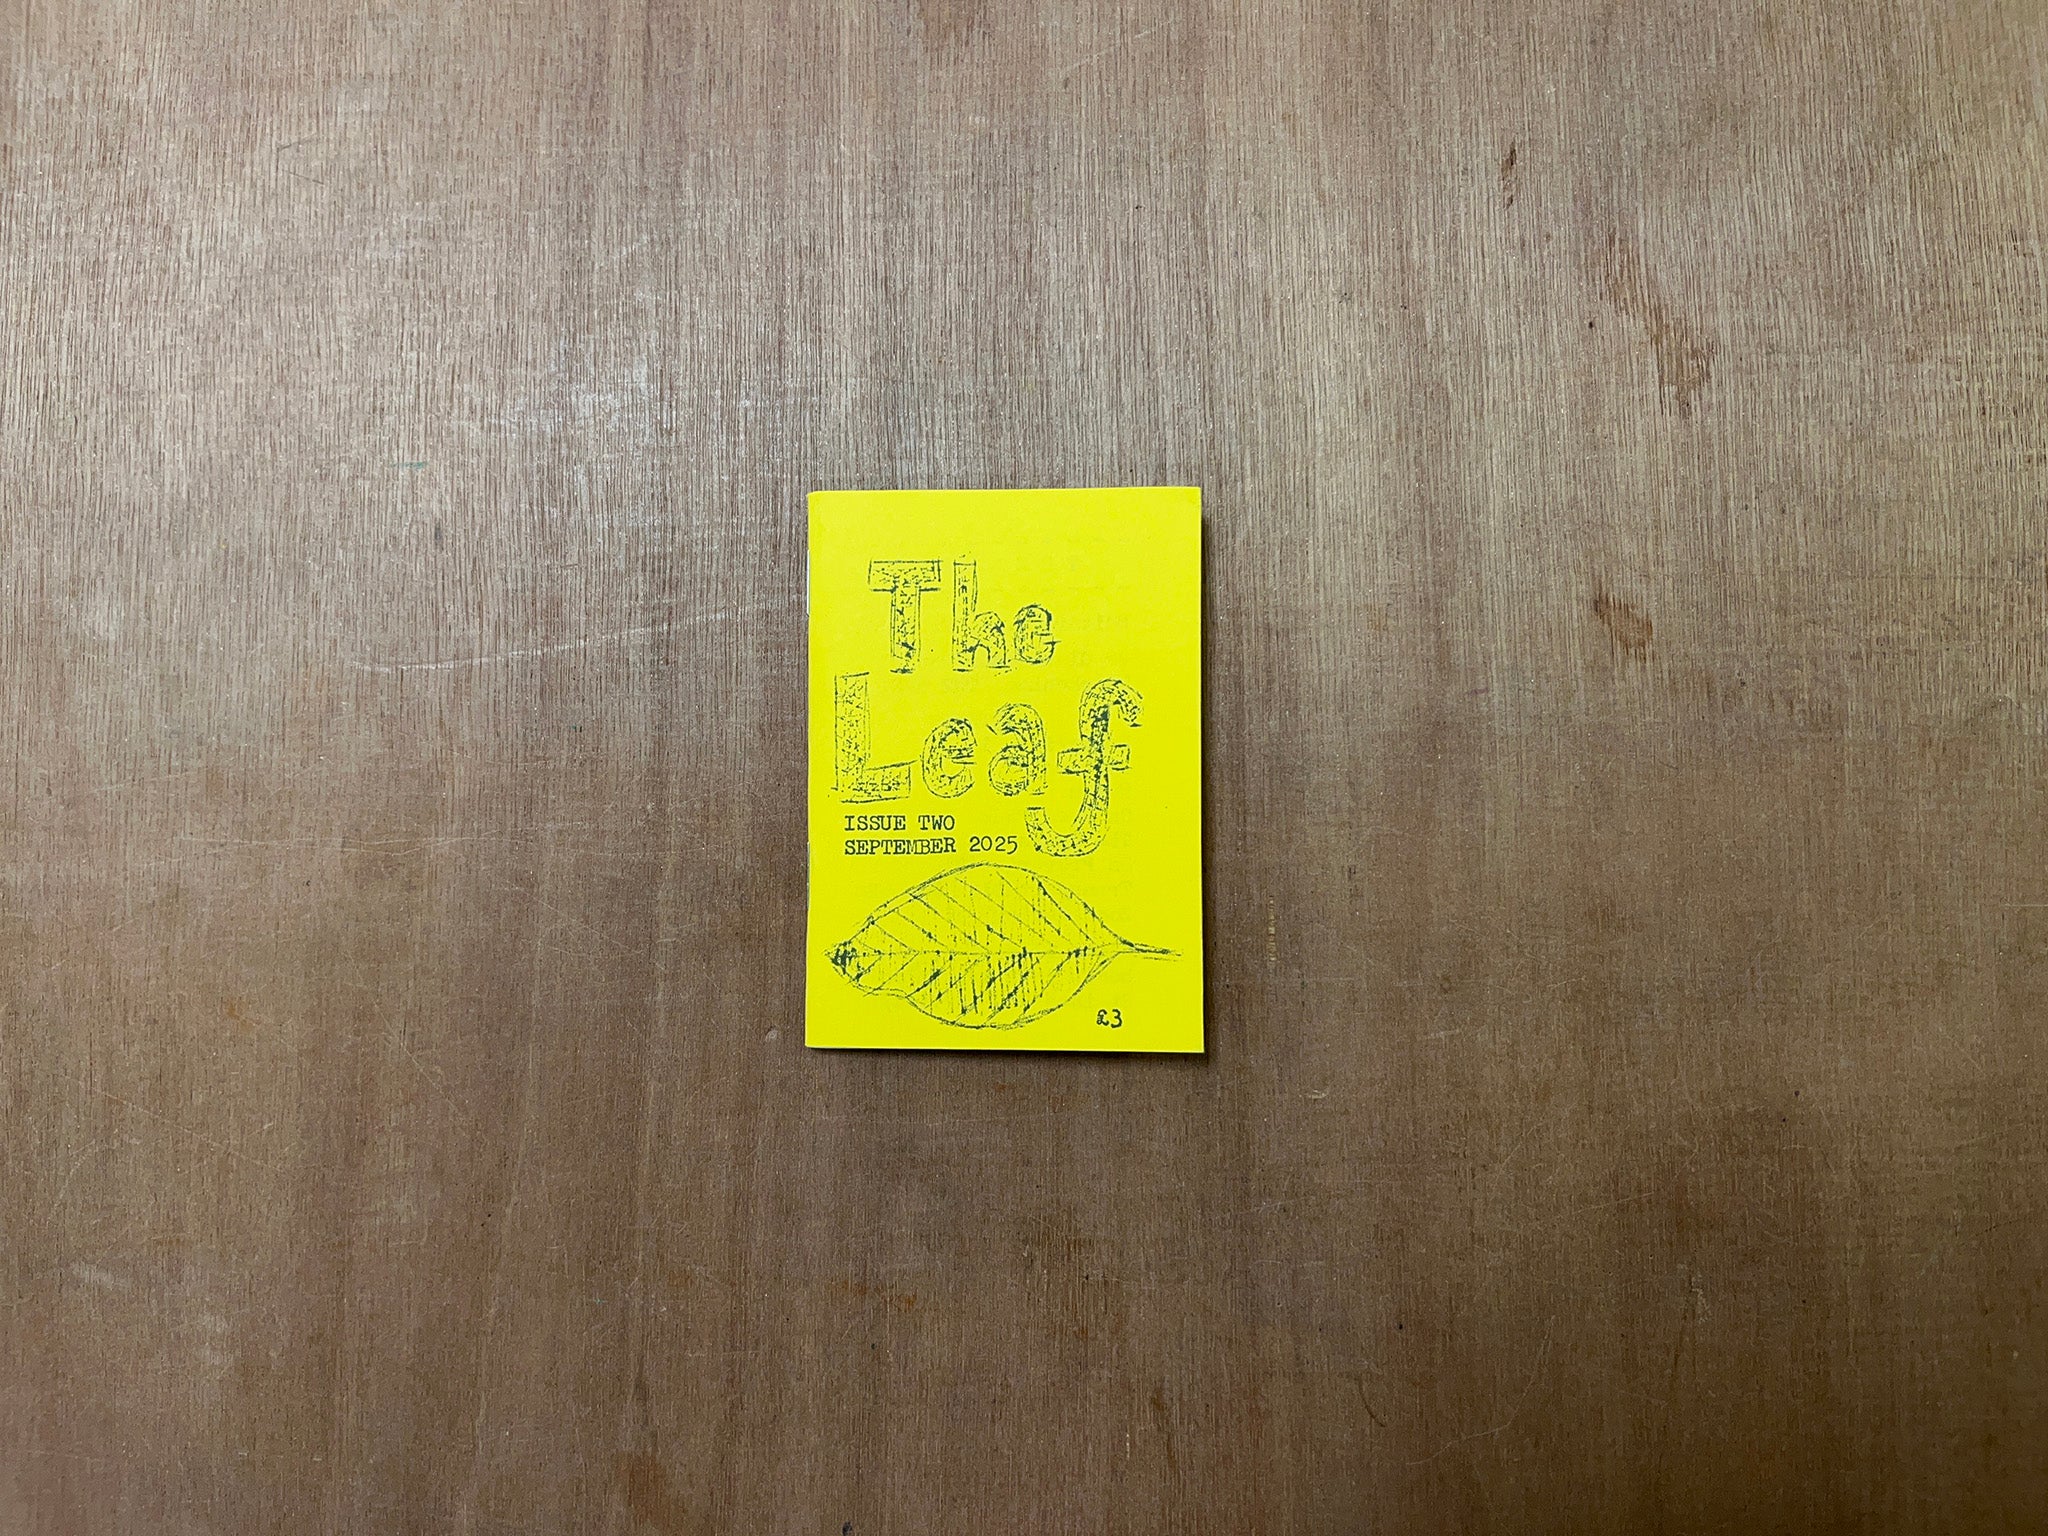 The
Leaf
ISSUE TWO
SEPTEMBER 2025
£3